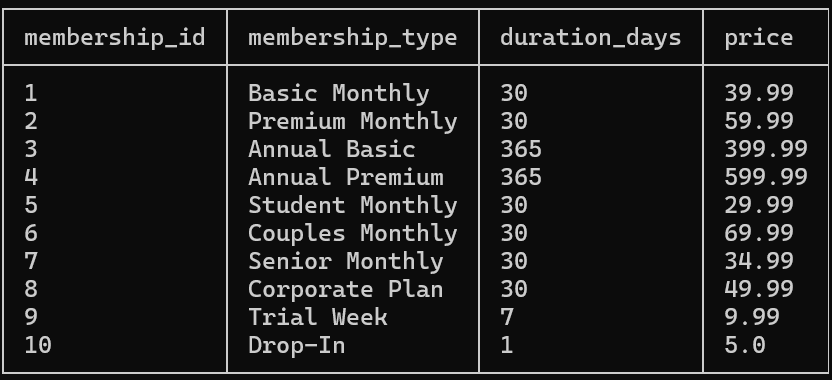 membership_id membership_type duration_days price
1 Basic Monthly 30 39.99
2 Premium Monthly 30 59.99
3 Annual Basic 365 399.99
4 Annual Premium 365 599.99
5 Student Monthly 30 29.99
6 Couples Monthly 30 69.99
7 Senior Monthly 30 34.99
8 Corporate Plan 30 49.99
9 Trial Week 7 9.99
10 Drop-In 1 5.0